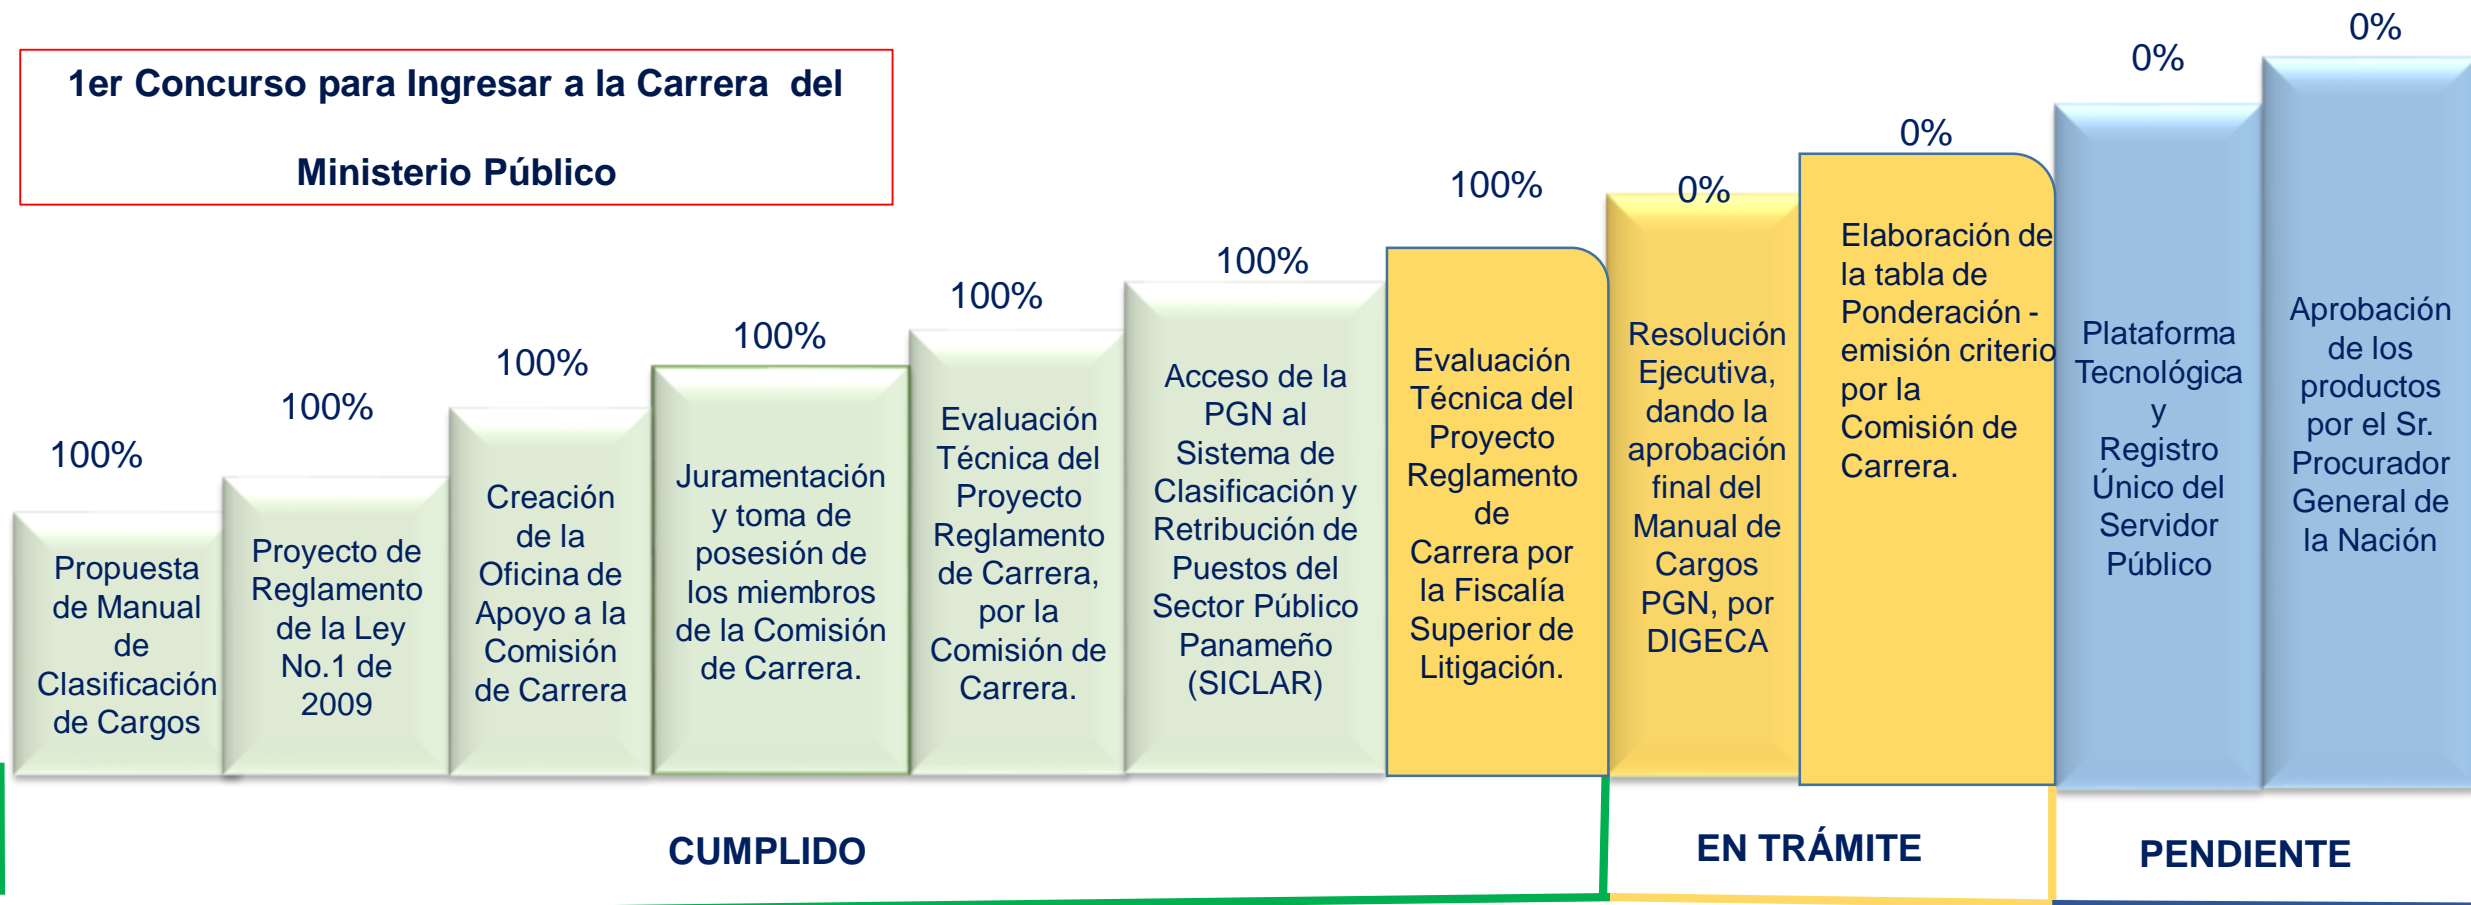 1er Concurso para Ingresar a la Carrera del
Ministerio Público
100%
Propuesta
de Manual
de
Clasificación
de Cargos
100%
Proyecto de
Reglamento
de la Ley
No.1 de
2009
100%
Creación
de la
Oficina de
Apoyo a la
Comisión
de Carrera
100%
Juramentación
y toma de
posesión de
los miembros
de la Comisión
de Carrera.
100%
Evaluación
Técnica del
Proyecto
Reglamento
de Carrera,
por la
Comisión de
Carrera.
100%
Acceso de la
PGN al
Sistema de
Clasificación y
Retribución de
Puestos del
Sector Público
Panameño
(SICLAR)
100%
Evaluación
Técnica del
Proyecto
Reglamento
de
Carrera por
la Fiscalía
Superior de
Litigación.
0%
Resolución
Ejecutiva,
dando la
aprobación
final del
Manual de
Cargos
PGN, por
DIGECA
0%
Elaboración de
la tabla de
Ponderación -
emisión criterio
por la
Comisión de
Carrera.
0%
Plataforma
Tecnológica
y
Registro
Único del
Servidor
Público
0%
Aprobación
de los
productos
por el Sr.
Procurador
General de
la Nación
CUMPLIDO
EN TRÁMITE
PENDIENTE